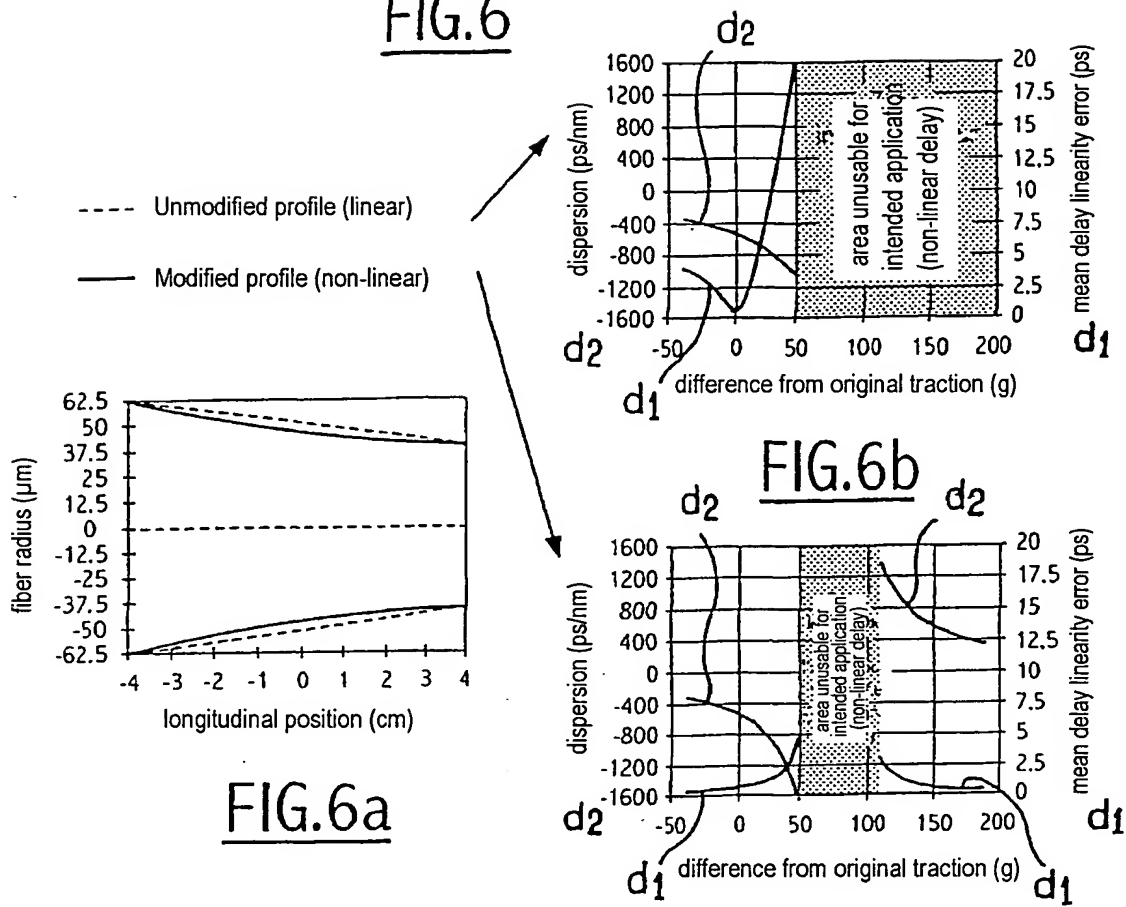 FIG.6
Unmodified profile (linear)
Modified profile (non-linear)
d2
1600
1200
800
400
0
-400
-800
-1200
-1600
dispersion (ps/nm)
20
17.5
15
12.5
10
7.5
5
2.5
0
mean delay linearity error (ps)
area unusable for
intended application
(non-linear delay)
d2
-50 0 50 100 150 200
d1
d1
difference from original traction (g)
FIG.6b
62.5
50
37.5
25
12.5
0
-12.5
-25
-37.5
-50
-62.5
fiber radius (µm)
-4 -3 -2 -1 0 1 2 3 4
longitudinal position (cm)
FIG.6a
d2
d2
1600
1200
800
400
0
-400
-800
-1200
-1600
dispersion (ps/nm)
20
17.5
15
12.5
10
7.5
5
2.5
0
mean delay linearity error (ps)
area unusable for
intended application
(non-linear delay)
d2
-50 0 50 100 150 200
d1
d1
difference from original traction (g)
d1